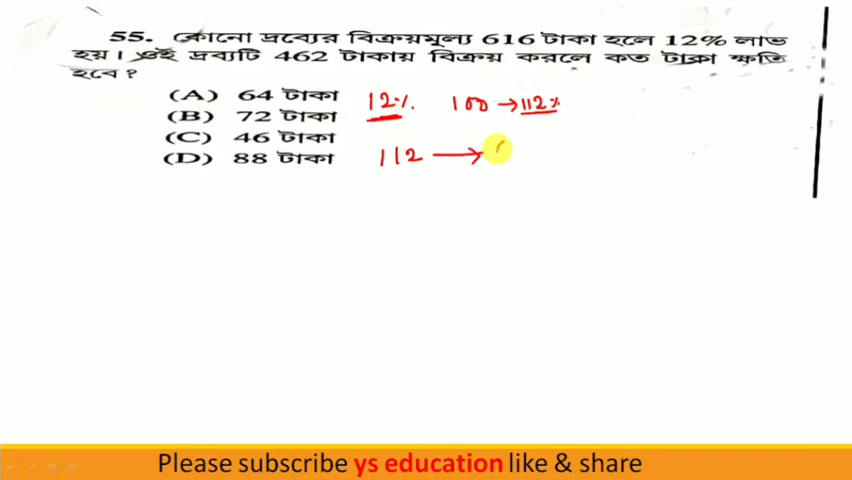 55. কোনো দ্রব্যের বিক্রয়মূল্য 616 টাকা হলে 12% লাভ
হয়। ওই দ্রব্যটি 462 টাকায় বিক্রয় করলে কত টাকা ক্ষতি
হবে?
(A) 64 টাকা 12% 100 → 112%
(B) 72 টাকা
(C) 46 টাকা
(D) 88 টাকা 112 →
Please subscribe ys education like & share